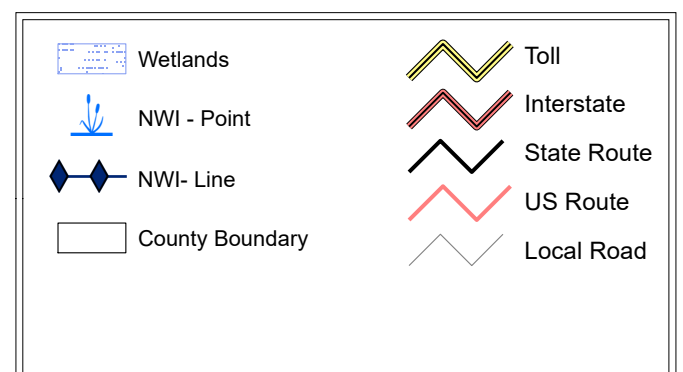 Wetlands
NWI - Point
NWI- Line
County Boundary
Toll
Interstate
State Route
US Route
Local Road